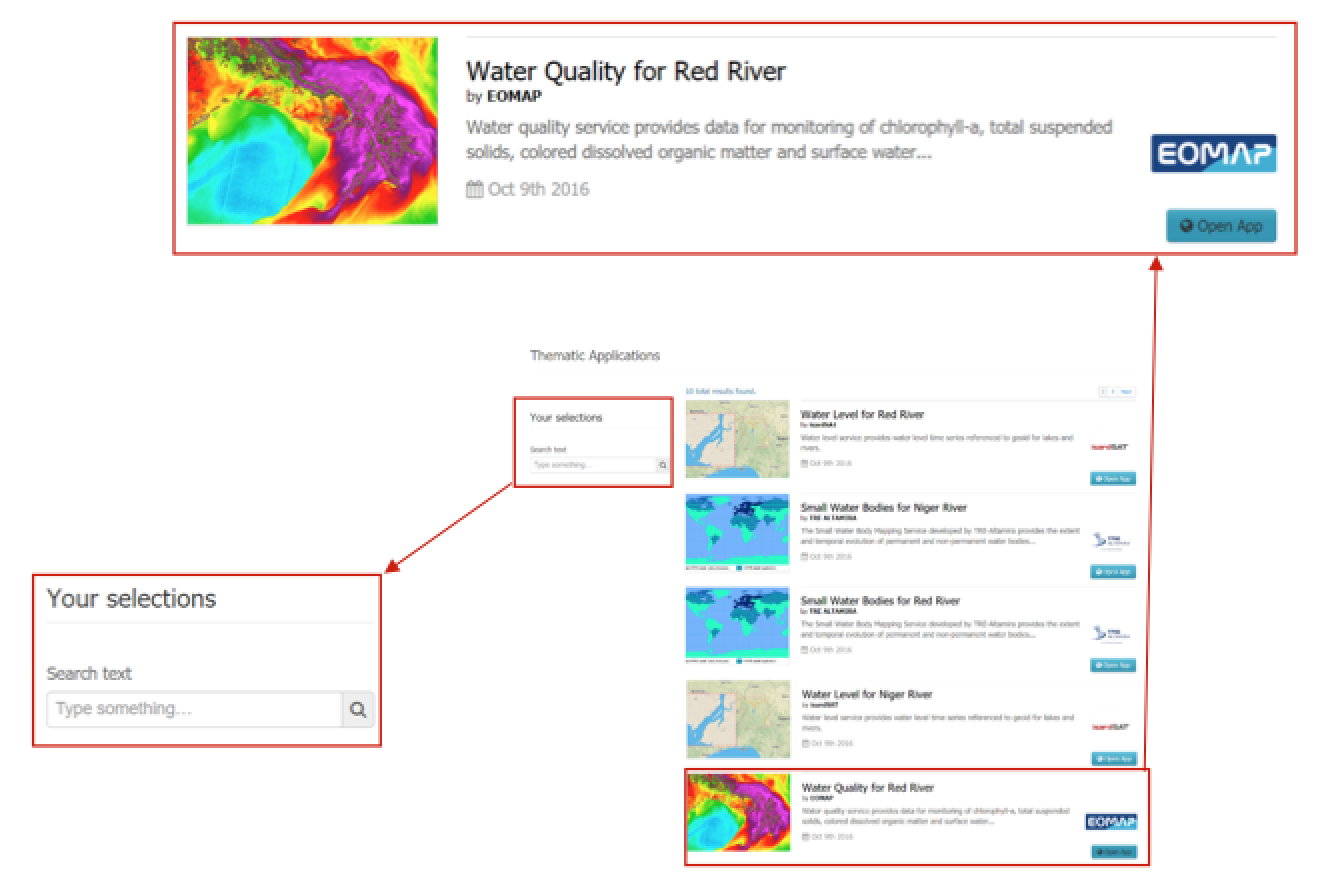 Water Quality for Red River
by EOMAP
Water quality service provides data for monitoring of chlorophyll-a, total suspended
solids, colored dissolved organic matter and surface water...
EOMAP
Oct 9th 2016
Open App
Thematic Applications
10 total results found.
Your selections
Search text
Type something...
Water Level for Red River
by isardSAT
Water level service provides water level time series referenced to geoid for lakes and
rivers.
isardSAT
Oct 9th 2016
Open App
Small Water Bodies for Niger River
by TRE ALTAMIRA
The Small Water Body Mapping Service developed by TRE-Altamira provides the extent
and temporal evolution of permanent and non-permanent water bodies...
Oct 9th 2016
Open App
Small Water Bodies for Red River
by TRE ALTAMIRA
The Small Water Body Mapping Service developed by TRE-Altamira provides the extent
and temporal evolution of permanent and non-permanent water bodies...
Oct 9th 2016
Open App
Water Level for Niger River
by isardSAT
Water level service provides water level time series referenced to geoid for lakes and
rivers.
isardSAT
Oct 9th 2016
Open App
Water Quality for Red River
by EOMAP
Water quality service provides data for monitoring of chlorophyll-a, total suspended
solids, colored dissolved organic matter and surface water...
EOMAP
Oct 9th 2016
Open App
Your selections
Search text
Type something...